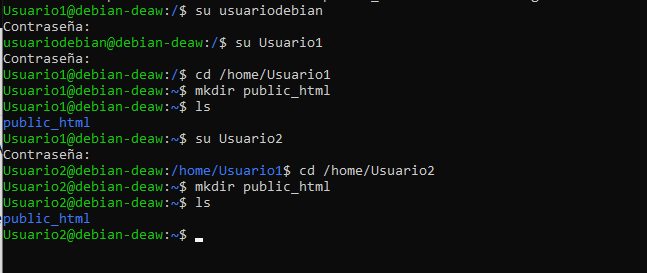 Usuario1@debian-deaw:/$ su usuariodebian
Contraseña:
usuariodebian@debian-deaw:/$ su Usuario1
Contraseña:
Usuario1@debian-deaw:/$ cd /home/Usuario1
Usuario1@debian-deaw:~$ mkdir public_html
Usuario1@debian-deaw:~$ ls
public_html
Usuario1@debian-deaw:~$ su Usuario2
Contraseña:
Usuario2@debian-deaw:/home/Usuario1$ cd /home/Usuario2
Usuario2@debian-deaw:~$ mkdir public_html
Usuario2@debian-deaw:~$ ls
public_html
Usuario2@debian-deaw:~$